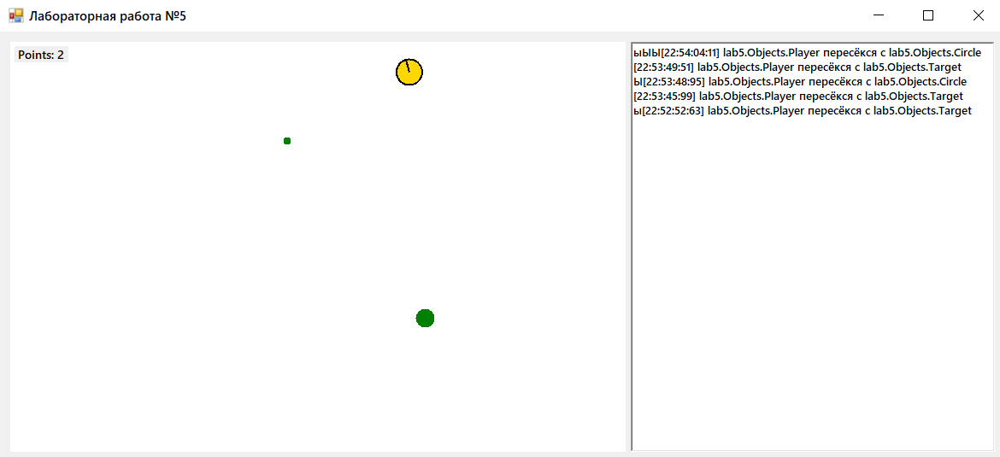 Лабораторная работа №5
Points: 2
ыЫЫ[22:54:04:11] lab5.Objects.Player пересёкся с lab5.Objects.Circle
[22:53:49:51] lab5.Objects.Player пересёкся с lab5.Objects.Target
Ы[22:53:48:95] lab5.Objects.Player пересёкся с lab5.Objects.Circle
[22:53:45:99] lab5.Objects.Player пересёкся с lab5.Objects.Target
ы[22:52:52:63] lab5.Objects.Player пересёкся с lab5.Objects.Target